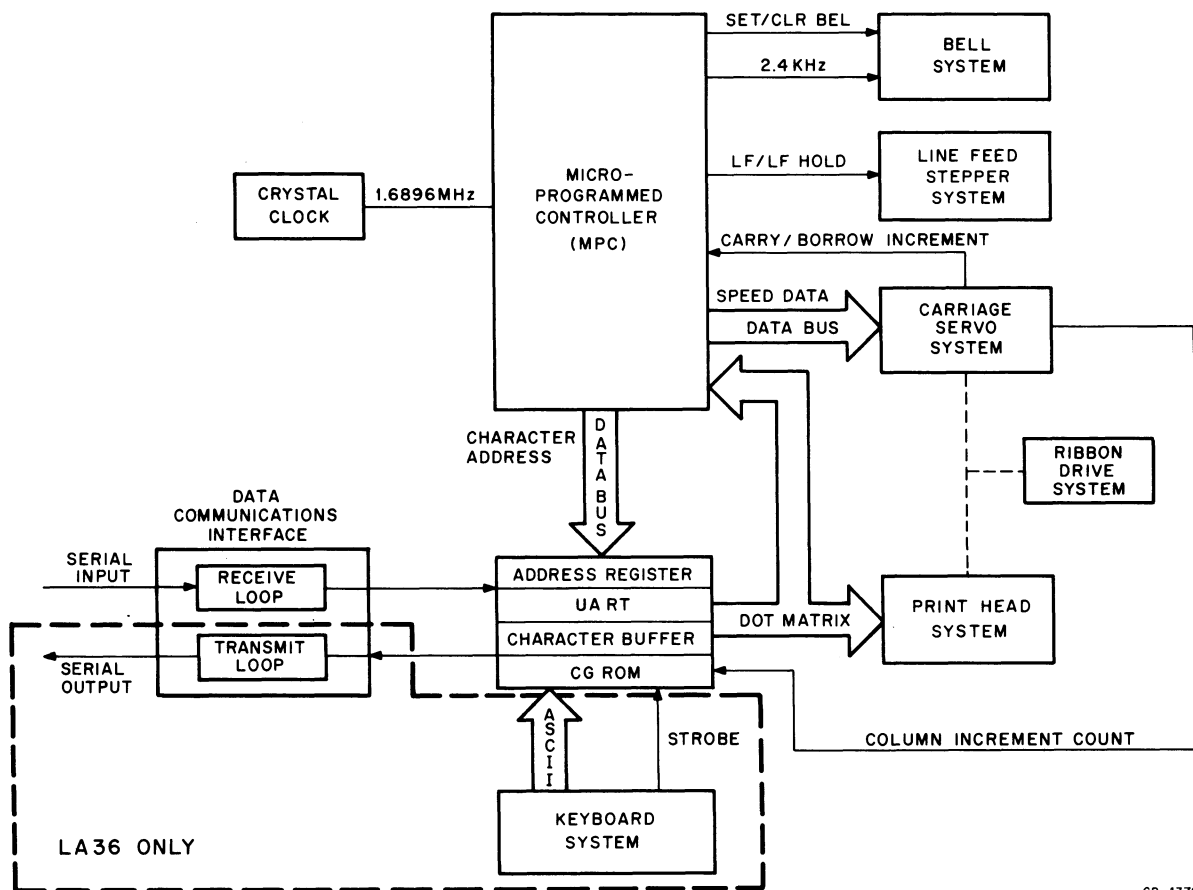 SET/CLR BEL
BELL
SYSTEM
2.4 KHz
LF/LF HOLD
LINE FEED
STEPPER
SYSTEM
MICRO-
PROGRAMMED
CONTROLLER
(MPC)
CRYSTAL
CLOCK
1.6896MHz
CARRY/BORROW INCREMENT
SPEED DATA
DATA BUS
CARRIAGE
SERVO
SYSTEM
CHARACTER
ADDRESS
DATA BUS
RIBBON
DRIVE
SYSTEM
DATA
COMMUNICATIONS
INTERFACE
SERIAL
INPUT
RECEIVE
LOOP
ADDRESS REGISTER
UART
CHARACTER BUFFER
CG ROM
DOT MATRIX
PRINT HEAD
SYSTEM
TRANSMIT
LOOP
SERIAL
OUTPUT
ASCII
STROBE
COLUMN INCREMENT COUNT
KEYBOARD
SYSTEM
LA36 ONLY